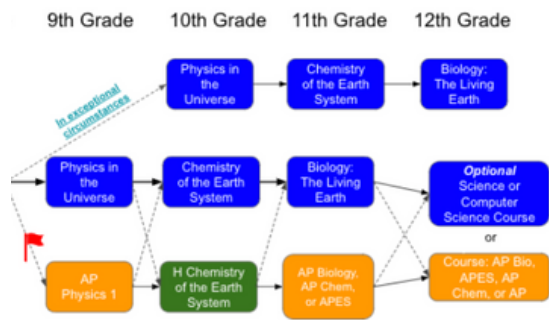 9th Grade
10th Grade
11th Grade
12th Grade
In exceptional
circumstances
Physics in
the Universe
Chemistry
of the Earth
System
Biology:
The Living
Earth
Physics in
the
Universe
Chemistry
of the Earth
System
Biology:
The Living
Earth
Optional
Science or
Computer
Science Course
or
AP
Physics 1
H Chemistry
of the Earth
System
AP Biology,
AP Chem,
or APES
Course: AP Bio,
APES, AP
Chem, or AP